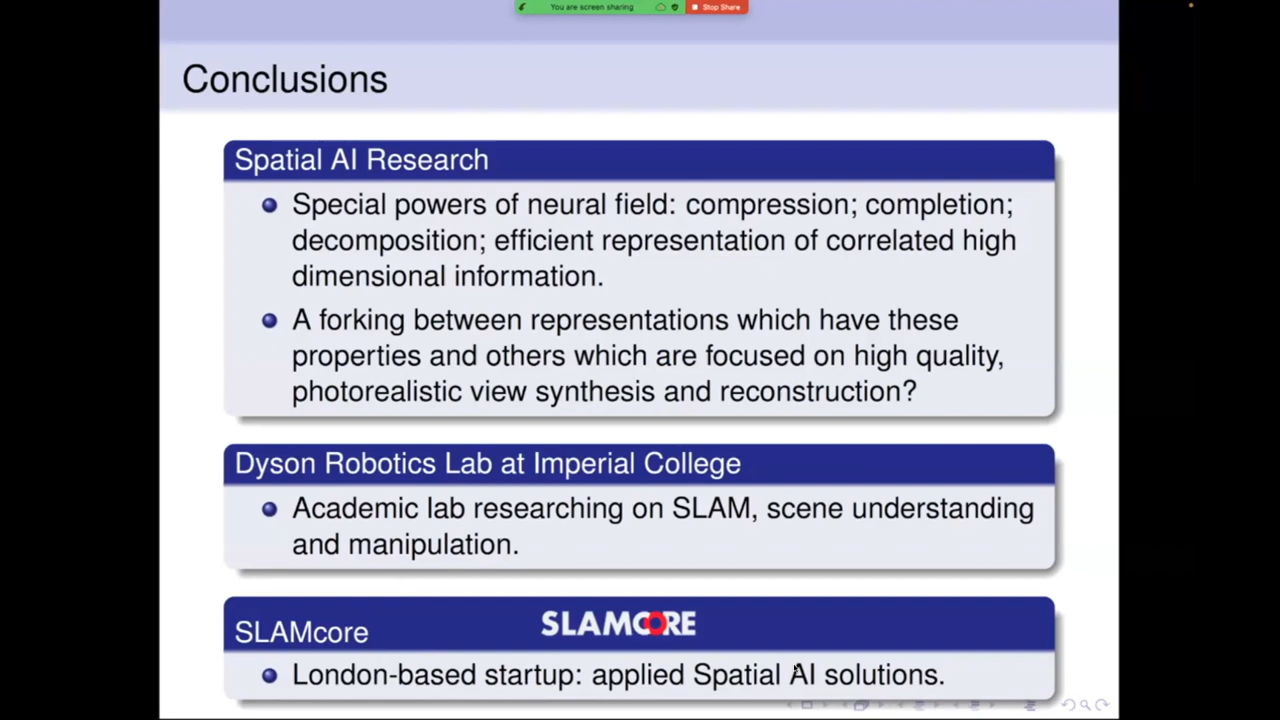 You are screen sharing
Stop Share
Conclusions
Spatial AI Research
Special powers of neural field: compression; completion;
decomposition; efficient representation of correlated high
dimensional information.
A forking between representations which have these
properties and others which are focused on high quality,
photorealistic view synthesis and reconstruction?
Dyson Robotics Lab at Imperial College
Academic lab researching on SLAM, scene understanding
and manipulation.
SLAMcore
SLAMCORE
London-based startup: applied Spatial AI solutions.